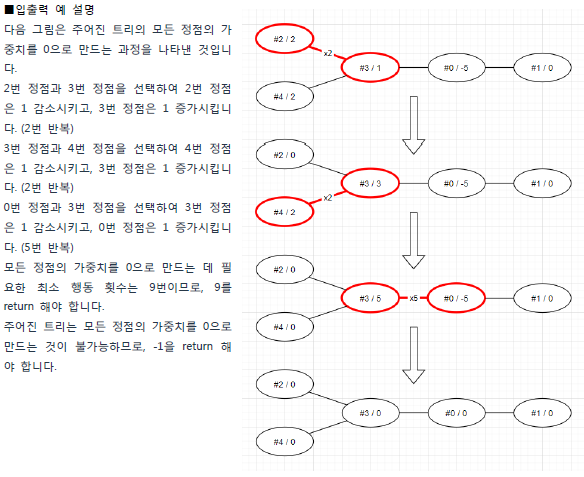 ■입출력 예 설명
다음 그림은 주어진 트리의 모든 정점의 가
중치를 0으로 만드는 과정을 나타낸 것입니
다.
2번 정점과 3번 정점을 선택하여 2번 정점
은 1 감소시키고, 3번 정점은 1 증가시킵니
다. (2번 반복)
3번 정점과 4번 정점을 선택하여 4번 정점
은 1 감소시키고, 3번 정점은 1 증가시킵니
다. (2번 반복)
0번 정점과 3번 정점을 선택하여 3번 정점
은 1 감소시키고, 0번 정점은 1 증가시킵니
다. (5번 반복)
모든 정점의 가중치를 0으로 만드는 데 필
요한 최소 행동 횟수는 9번이므로, 9를
return 해야 합니다.
주어진 트리는 모든 정점의 가중치를 0으로
만드는 것이 불가능하므로, -1을 return 해
야 합니다.
#2 / 2
x2
#3 / 1
#0 / -5
#1 / 0
#4 / 2
#2 / 0
#3 / 3
#0 / -5
#1 / 0
x2
#4 / 2
#2 / 0
#3 / 5
x5
#0 / -5
#1 / 0
#4 / 0
#2 / 0
#3 / 0
#0 / 0
#1 / 0
#4 / 0